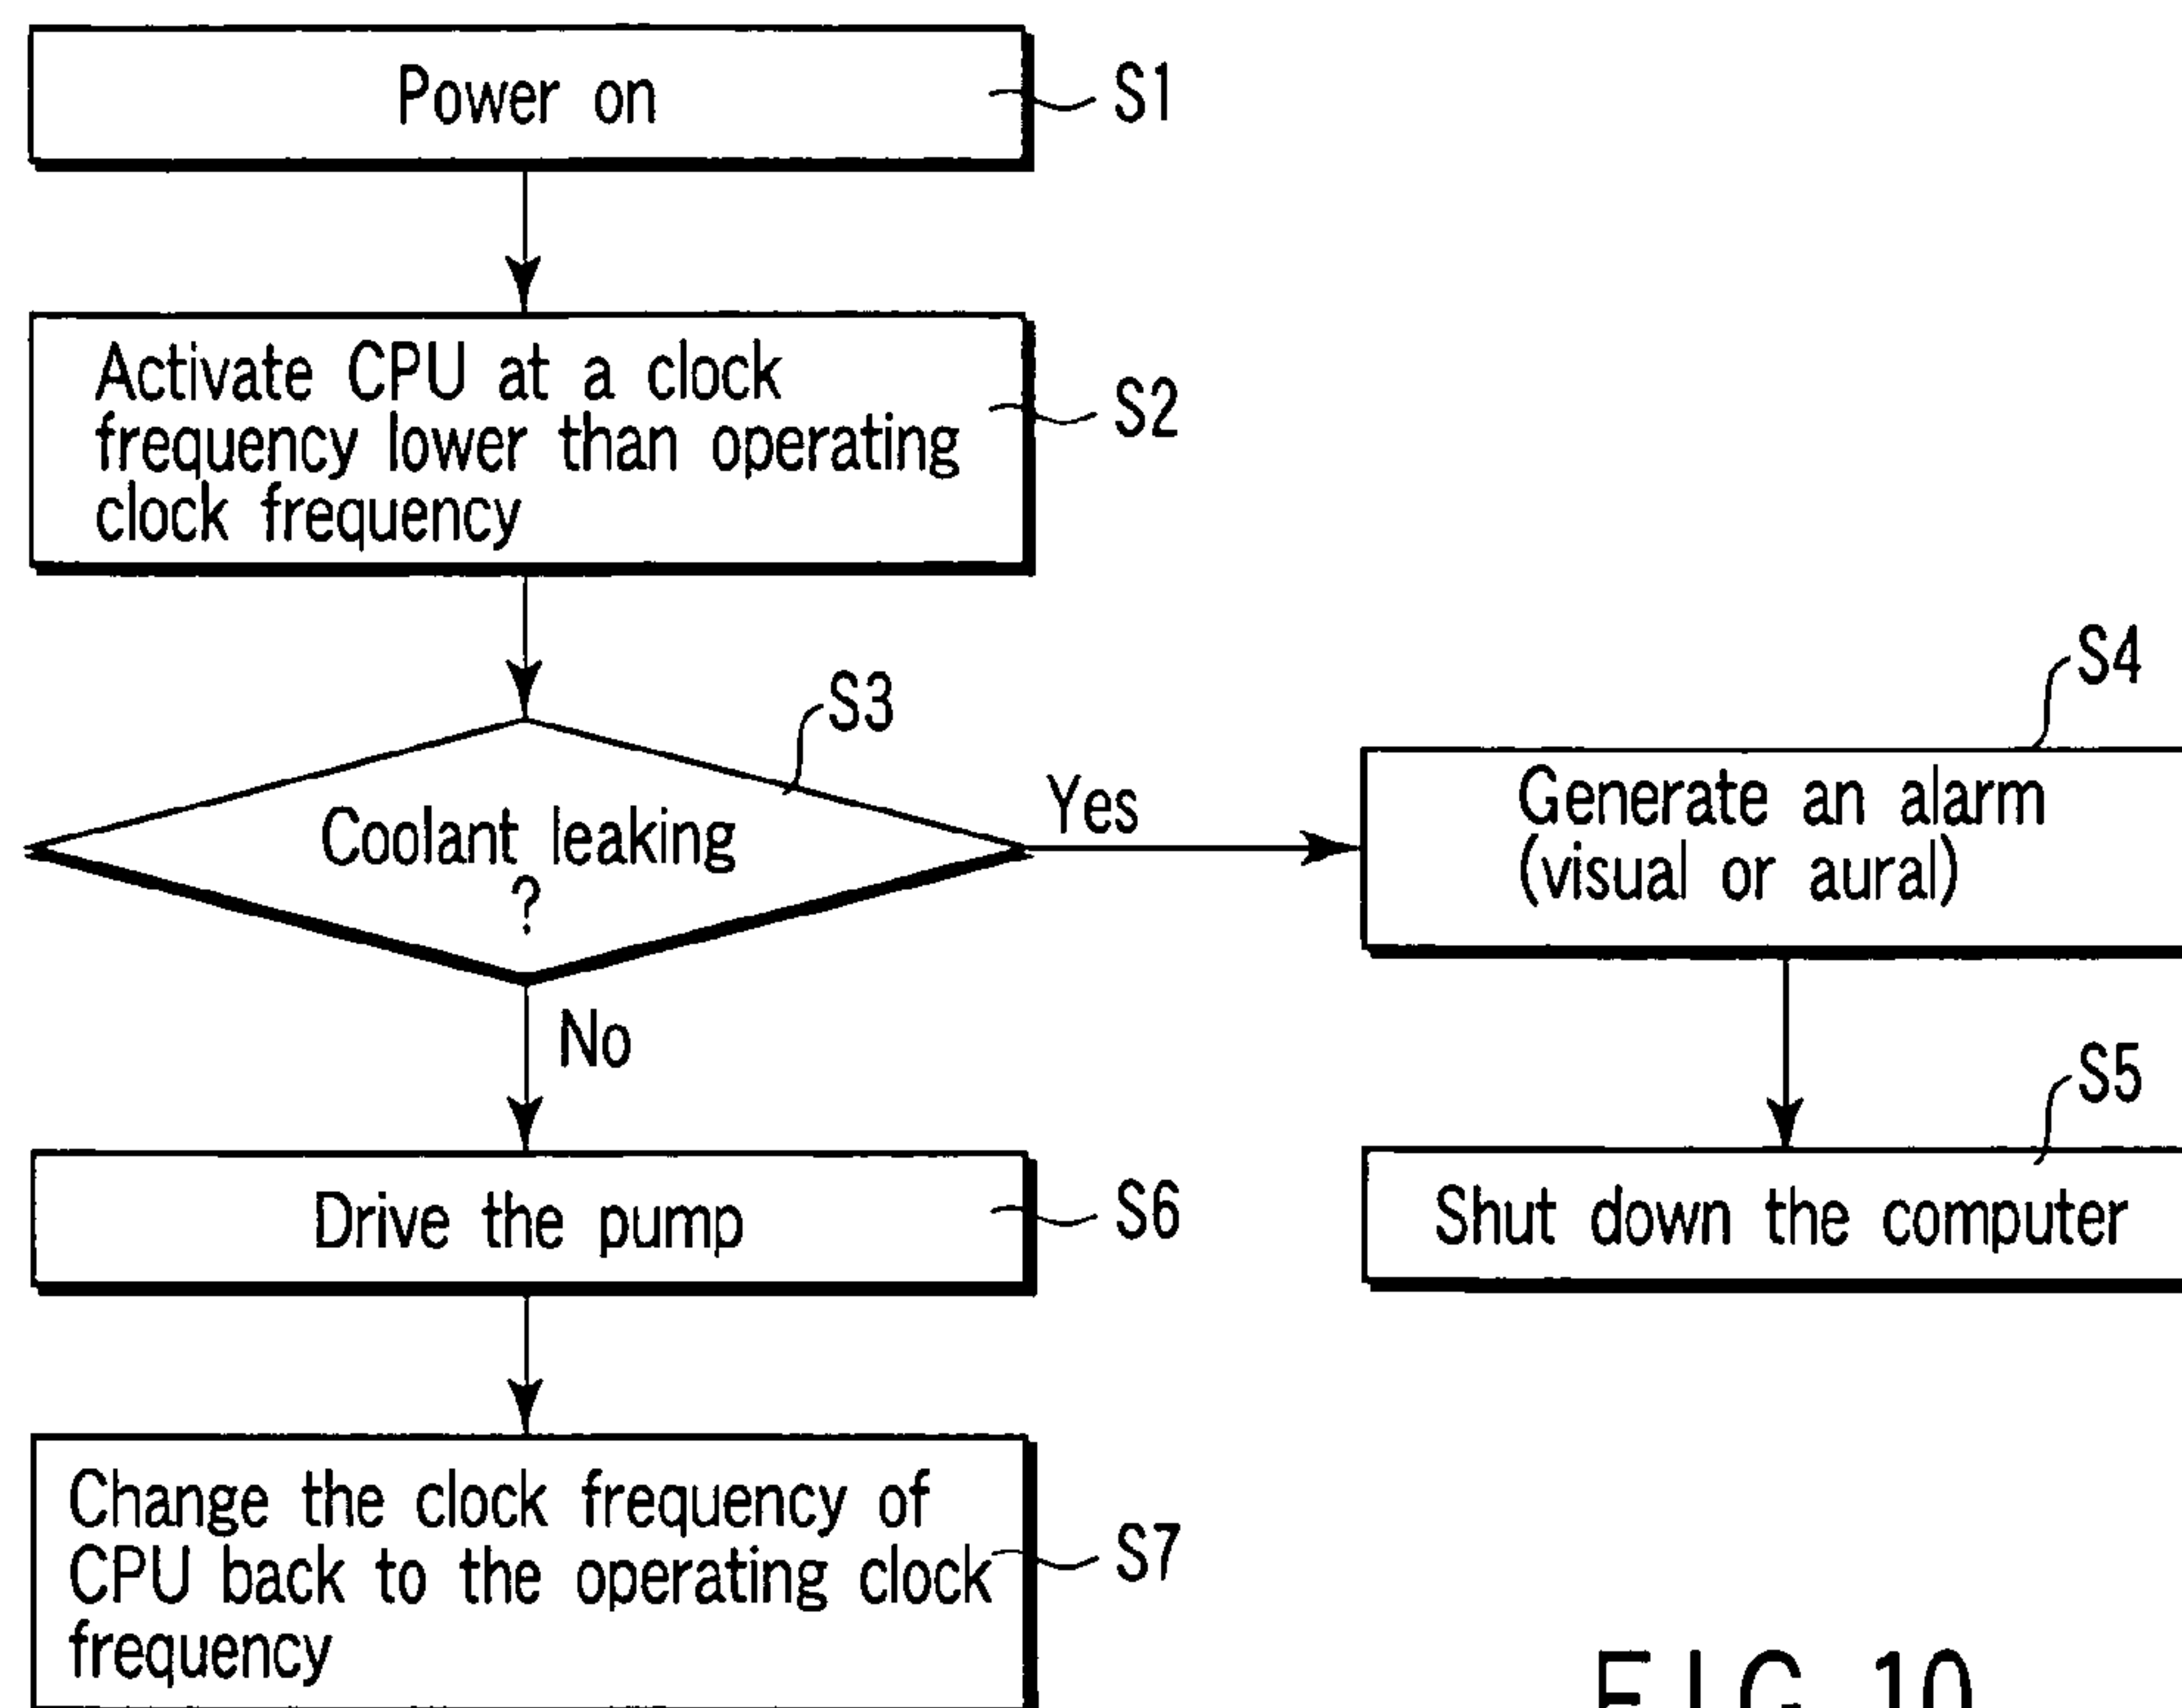 Power on
S1
Activate CPU at a clock
frequency lower than operating
clock frequency
S2
S3
Coolant leaking
?
Yes
No
S4
Generate an alarm
(visual or aural)
S5
Shut down the computer
Drive the pump
S6
Change the clock frequency of
CPU back to the operating clock
frequency
S7
FIG. 10